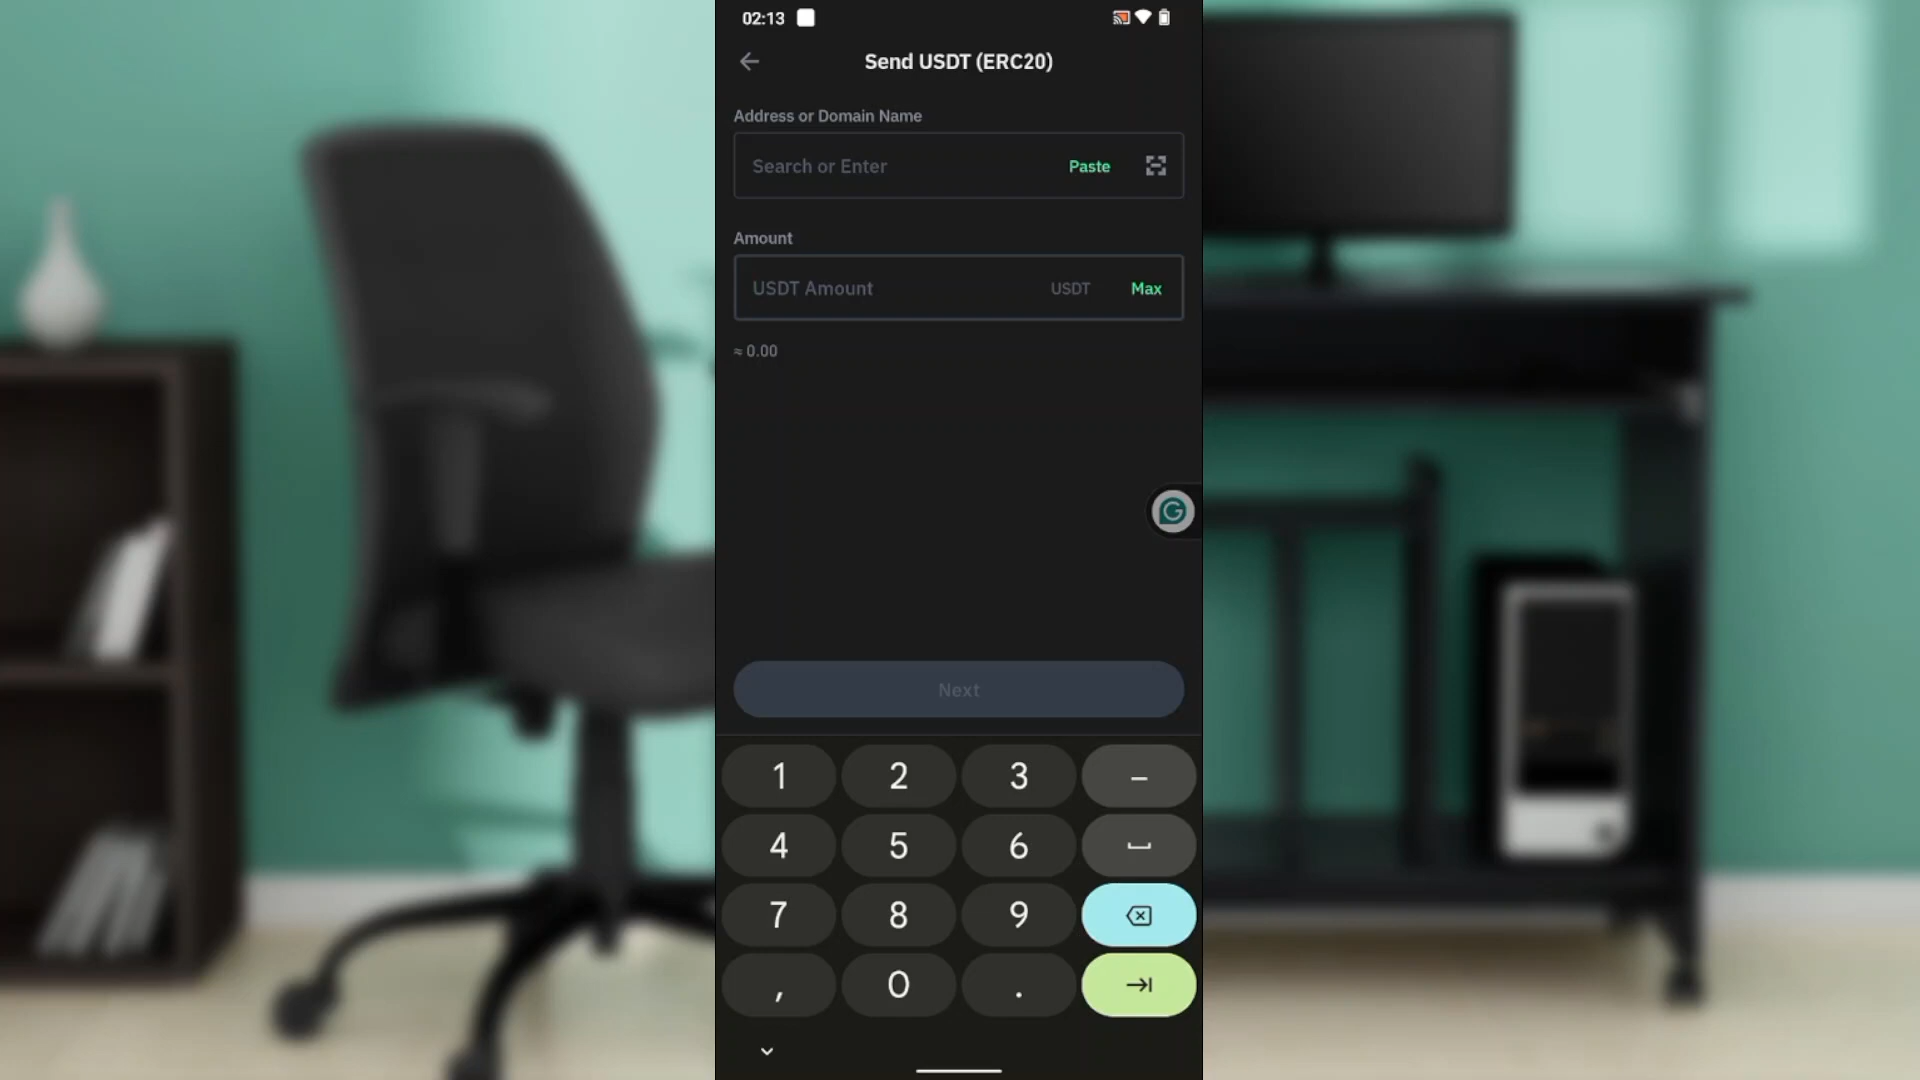 02:13
Send USDT (ERC20)
Address or Domain Name
Search or Enter Paste
Amount
USDT Amount USDT Max
≈ 0.00
Next
1 2 3 –
4 5 6
7 8 9
, 0 .